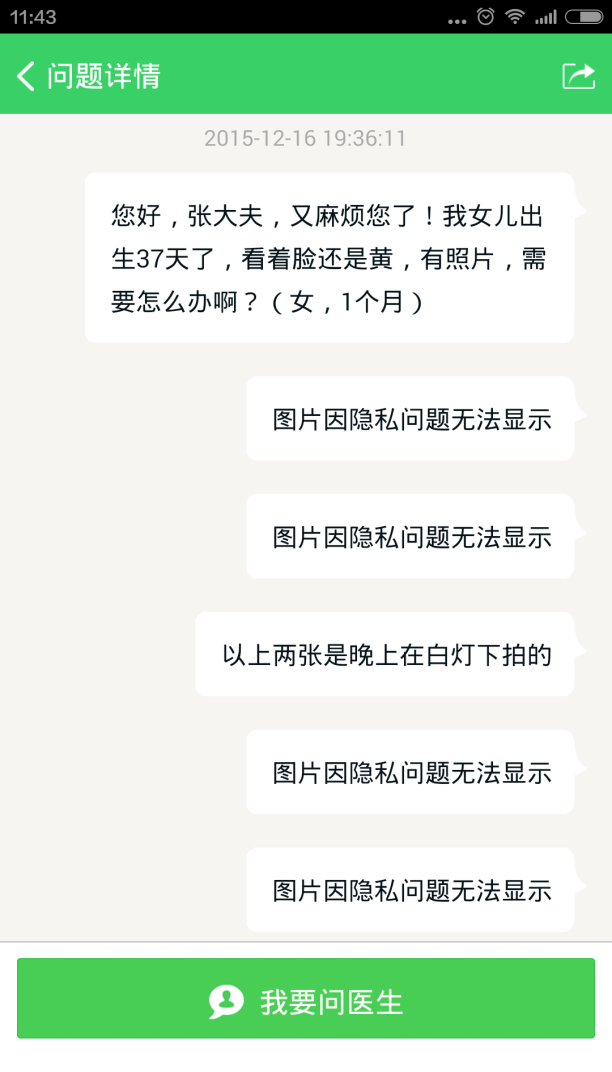 11:43
问题详情
2015-12-16 19:36:11
您好，张大夫，又麻烦您了！我女儿出
生37天了，看着脸还是黄，有照片，需
要怎么办啊？（女，1个月）
图片因隐私问题无法显示
图片因隐私问题无法显示
以上两张是晚上在白灯下拍的
图片因隐私问题无法显示
图片因隐私问题无法显示
我要问医生